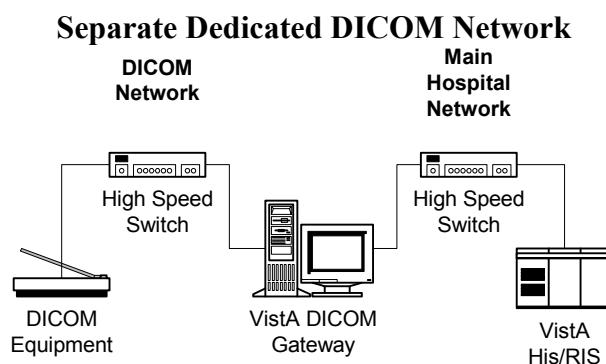 Separate Dedicated DICOM Network
DICOM
Network
Main
Hospital
Network
High Speed
Switch
High Speed
Switch
DICOM
Equipment
VistA DICOM
Gateway
VistA
His/RIS